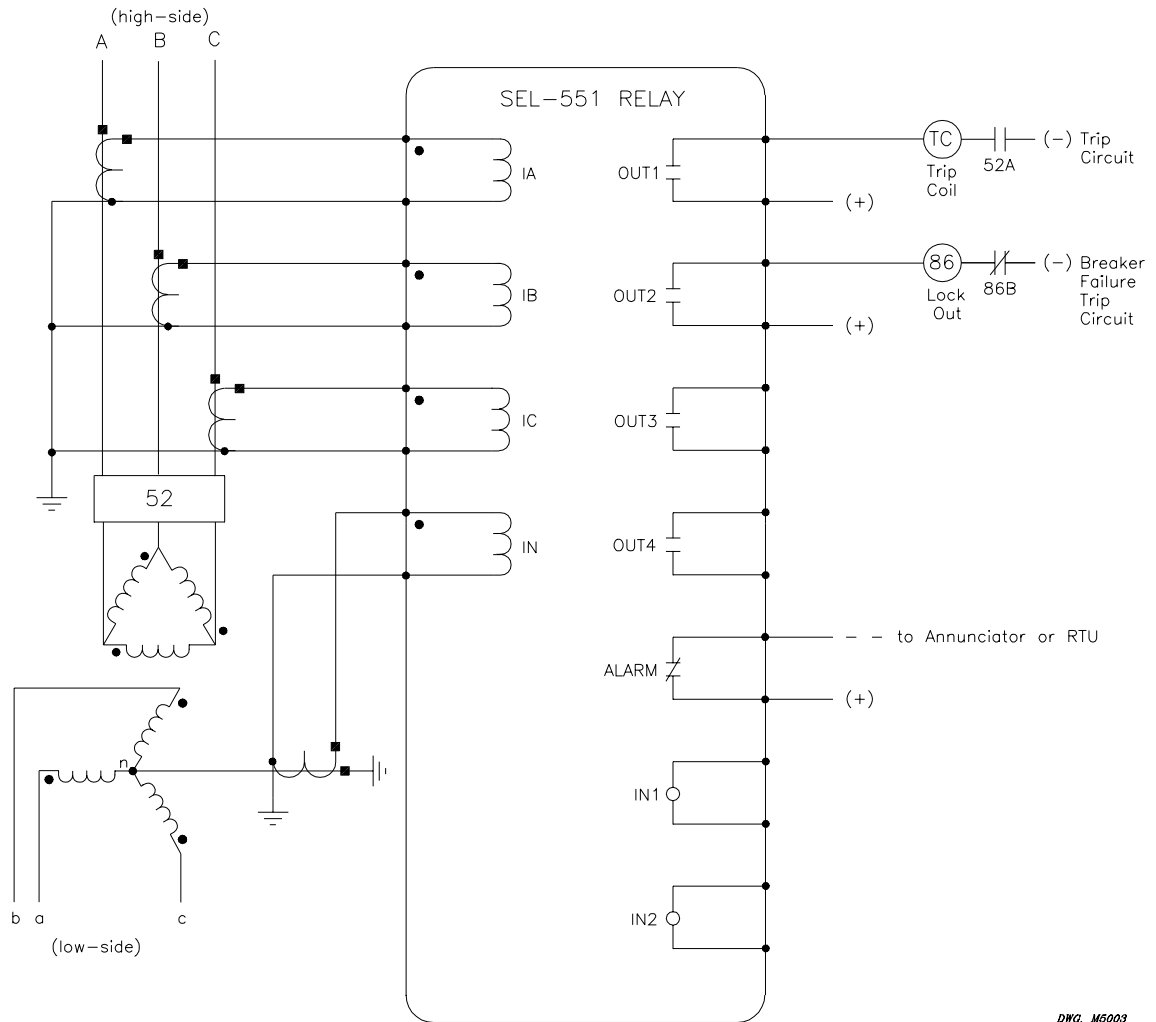 (high-side)
A B C
SEL-551 RELAY
IA
OUT1
TC
Trip
Coil
52A
(-) Trip
Circuit
(+)
IB
OUT2
86
Lock
Out
86B
(-) Breaker
Failure
Trip
Circuit
(+)
IC
OUT3
52
IN
OUT4
ALARM
to Annunciator or RTU
(+)
n
IN1
IN2
b a c
(low-side)
DWG. M5003